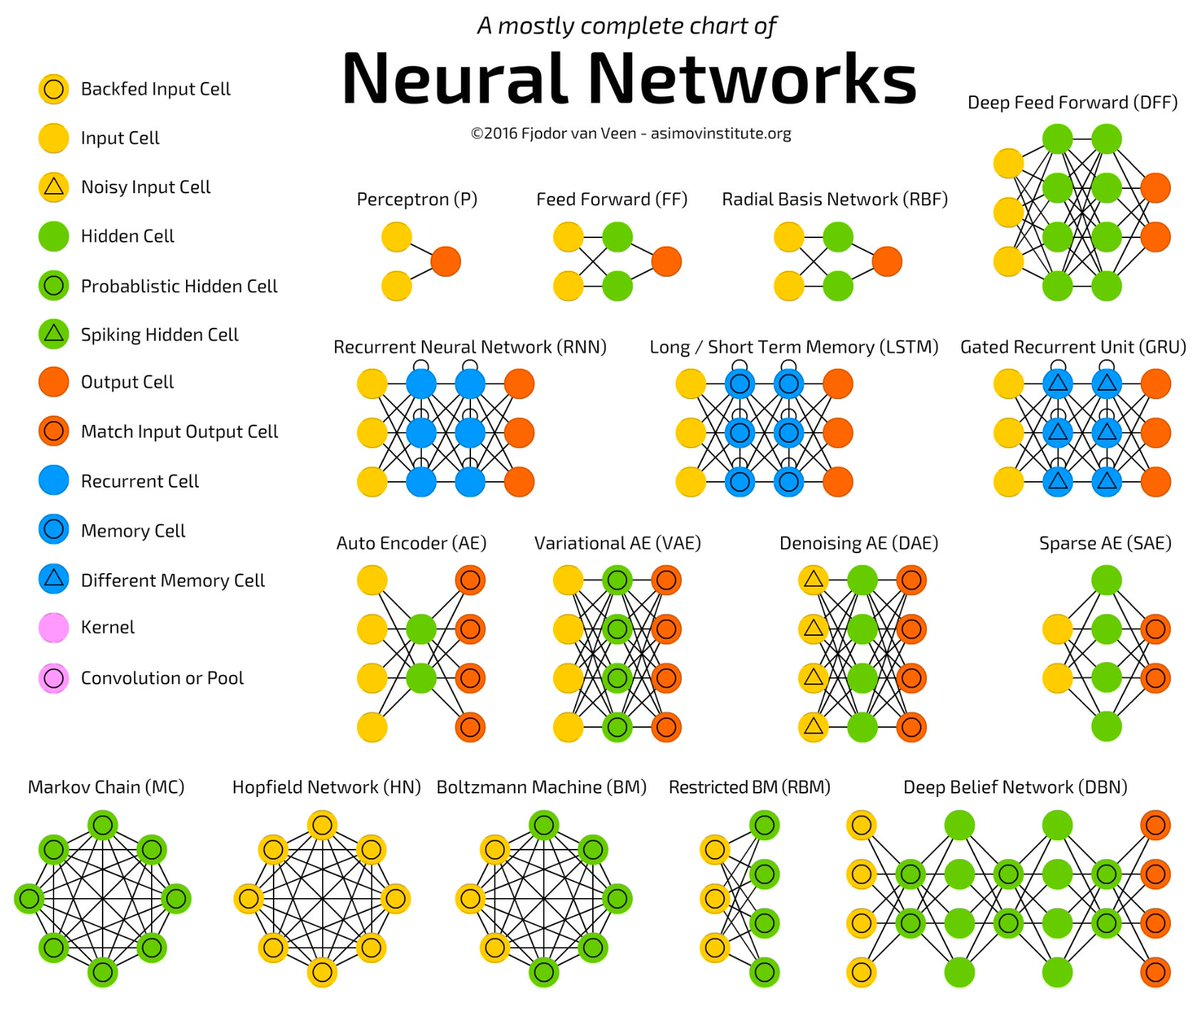 A mostly complete chart of
Neural Networks
©2016 Fjodor van Veen - asimovinstitute.org
Backfed Input Cell
Input Cell
Noisy Input Cell
Hidden Cell
Probablistic Hidden Cell
Spiking Hidden Cell
Output Cell
Match Input Output Cell
Recurrent Cell
Memory Cell
Different Memory Cell
Kernel
Convolution or Pool
Deep Feed Forward (DFF)
Perceptron (P)
Feed Forward (FF)
Radial Basis Network (RBF)
Recurrent Neural Network (RNN)
Long / Short Term Memory (LSTM)
Gated Recurrent Unit (GRU)
Auto Encoder (AE)
Variational AE (VAE)
Denoising AE (DAE)
Sparse AE (SAE)
Markov Chain (MC)
Hopfield Network (HN)
Boltzmann Machine (BM)
Restricted BM (RBM)
Deep Belief Network (DBN)